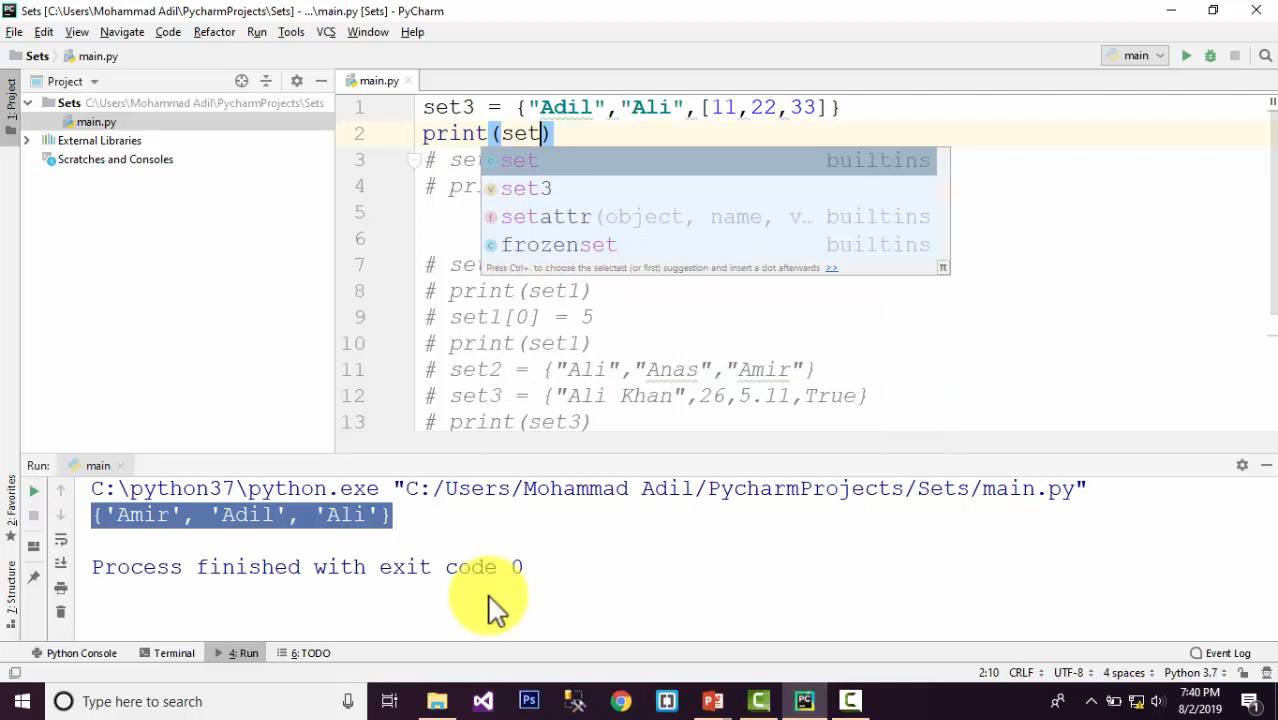 Sets [C:\Users\Mohammad Adil\PycharmProjects\Sets] - ...\main.py [Sets] - PyCharm
File Edit View Navigate Code Refactor Run Tools VCS Window Help
Sets main.py main
Project main.py
1: Project
Sets C:\Users\Mohammad Adil\PycharmProjects\Sets
main.py
External Libraries
Scratches and Consoles
1 set3 = {"Adil","Ali",[11,22,33]}
2 print(set)
3 # se
4 # pri
5
6
set builtins
set3
setattr(object, name, v... builtins
frozenset builtins
Press Ctrl+. to choose the selected (or first) suggestion and insert a dot afterwards >> π
7 # se
8 # print(set1)
9 # set1[0] = 5
10 # print(set1)
11 # set2 = {"Ali","Anas","Amir"}
12 # set3 = {"Ali Khan",26,5.11,True}
13 # print(set3)
Run: main
2: Favorites
7: Structure
C:\python37\python.exe "C:/Users/Mohammad Adil/PycharmProjects/Sets/main.py"
{'Amir', 'Adil', 'Ali'}
Process finished with exit code 0
Python Console Terminal 4: Run 6: TODO Event Log
2:10 CRLF UTF-8 4 spaces Python 3.7
Type here to search
7:40 PM
8/2/2019
1